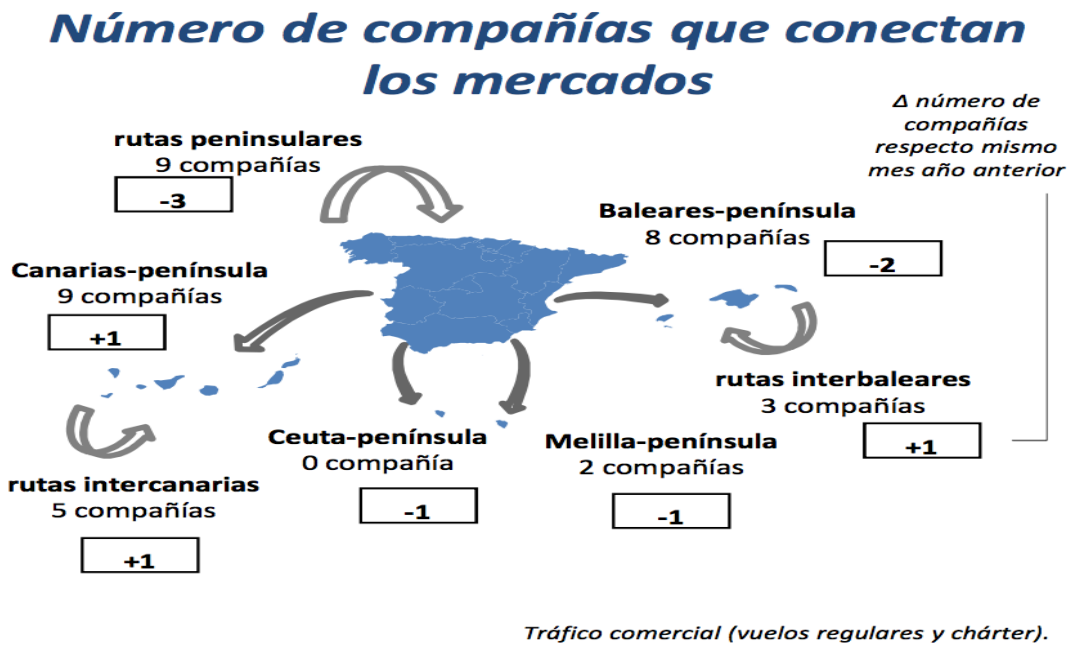 Número de compañías que conectan
los mercados
Δ número de
compañías
respecto mismo
mes año anterior
rutas peninsulares
9 compañías
-3
Baleares-península
8 compañías
-2
Canarias-península
9 compañías
+1
rutas interbaleares
3 compañías
+1
Ceuta-península
0 compañía
-1
Melilla-península
2 compañías
-1
rutas intercanarias
5 compañías
+1
Tráfico comercial (vuelos regulares y chárter).